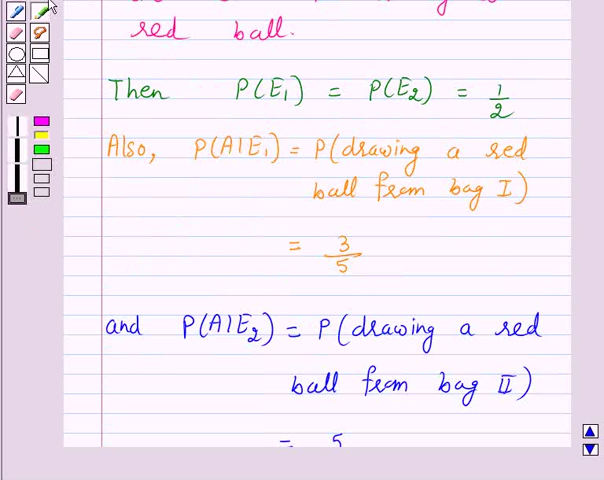 red ball.
Then P(E₁) = P(E₂) = 1/2
Also, P(A|E₁) = P(drawing a red
ball from bag I)
= 3/5
and P(A|E₂) = P(drawing a red
ball from bag II)
= 5